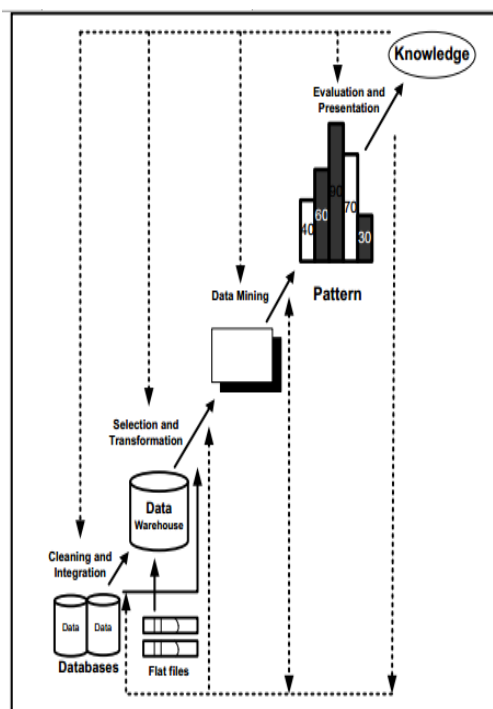 Knowledge
Evaluation and
Presentation
40
60
90
70
30
Pattern
Data Mining
Selection and
Transformation
Data
Warehouse
Cleaning and
Integration
Data Data
Databases
Flat files